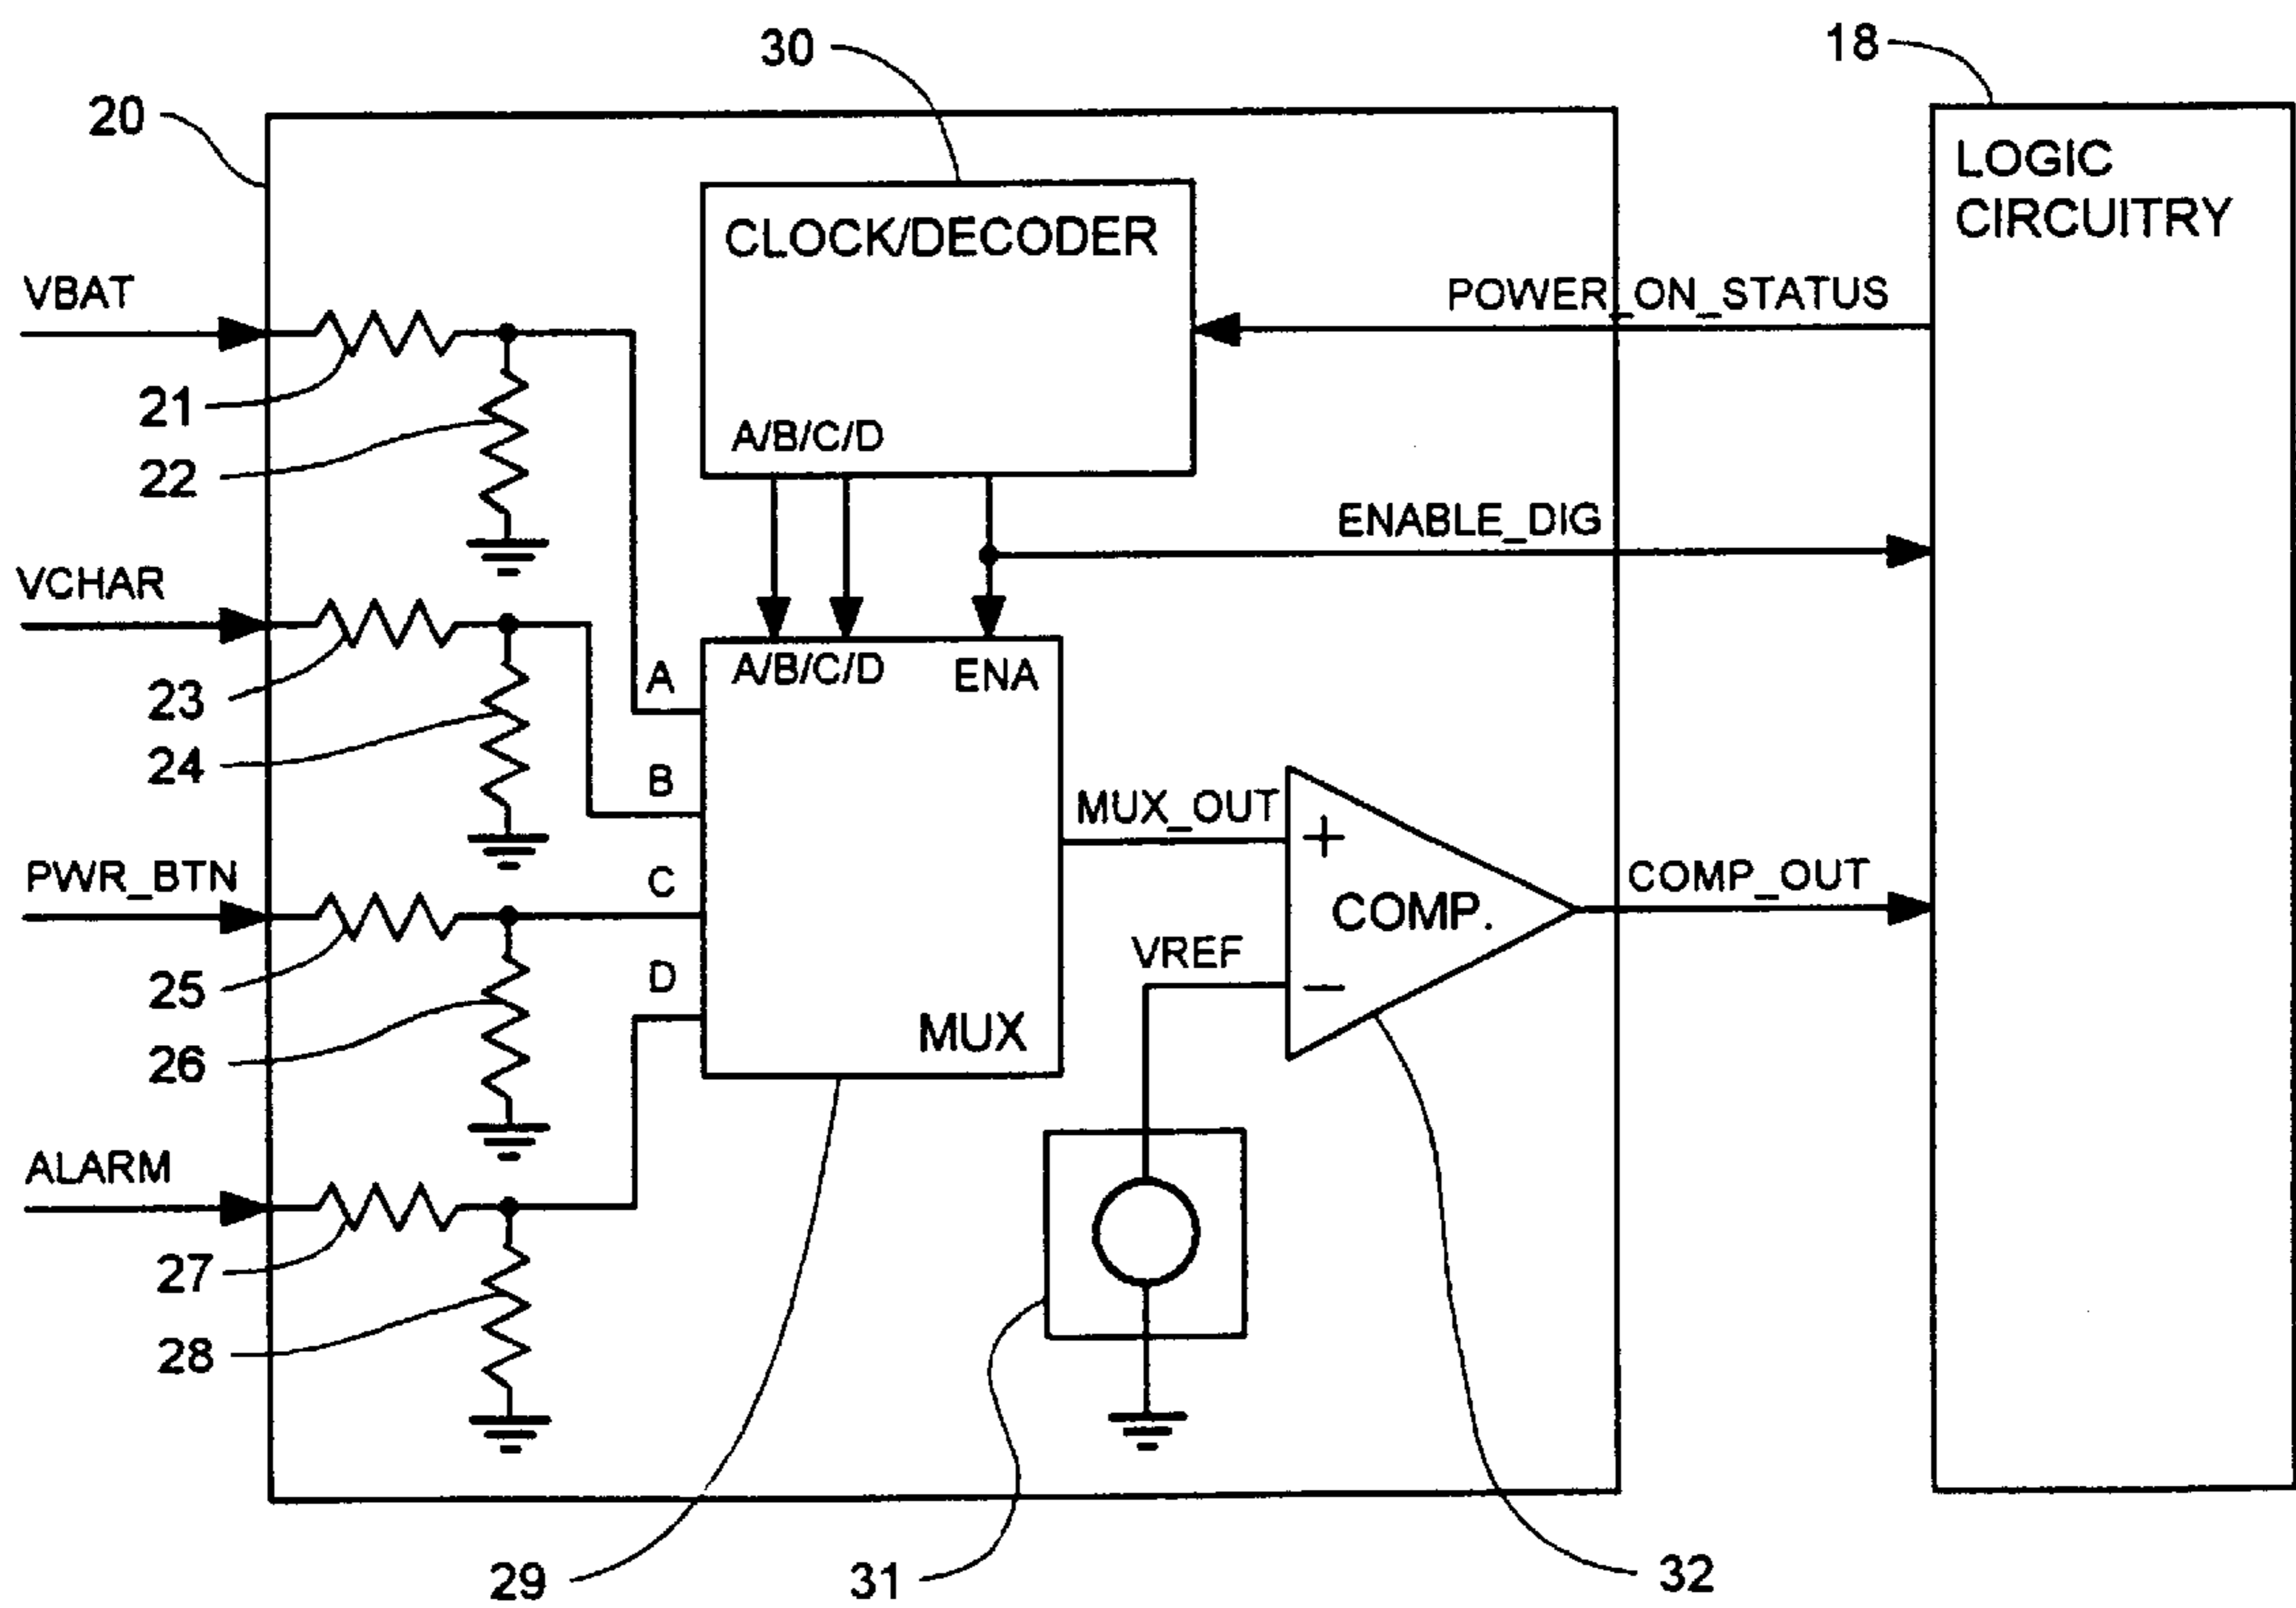 30
18
20
LOGIC
CIRCUITRY
CLOCK/DECODER
VBAT
POWER_ON_STATUS
21
A/B/C/D
22
ENABLE_DIG
VCHAR
A
A/B/C/D
ENA
23
24
B
MUX_OUT
+
PWR_BTN
C
COMP_OUT
COMP.
VREF
25
D
−
26
MUX
ALARM
27
28
29
31
32